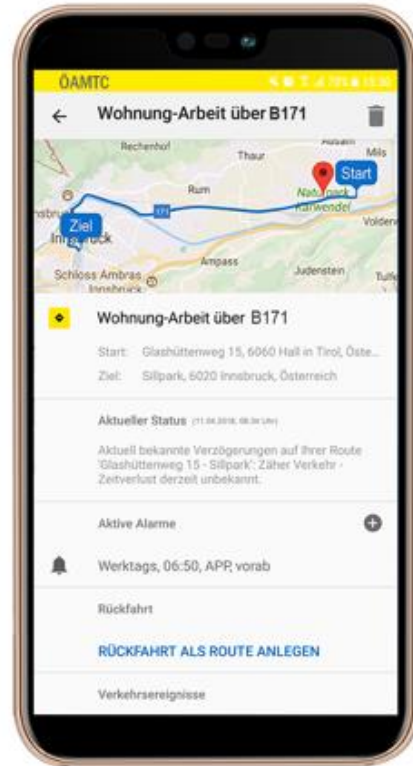 ÖAMTC
Wohnung-Arbeit über B171
Rechenhof
Thaur
Mils
Start
Rum
171
Karwendel
Ziel
Ampass
Judenstein
Schloss Ambras
Innsbruck
Wohnung-Arbeit über B171
Start: Glashüttenweg 15, 6060 Hall in Tirol, Öste...
Ziel: Sillpark, 6020 Innsbruck, Österreich
Aktueller Status
Aktuell bekannte Verzögerungen auf Ihrer Route
'Glashüttenweg 15 - Sillpark': Zäher Verkehr -
Zeitverlust derzeit unbekannt.
Aktive Alarme
Werktags, 06:50, APP, vorab
Rückfahrt
RÜCKFAHRT ALS ROUTE ANLEGEN
Verkehrsereignisse